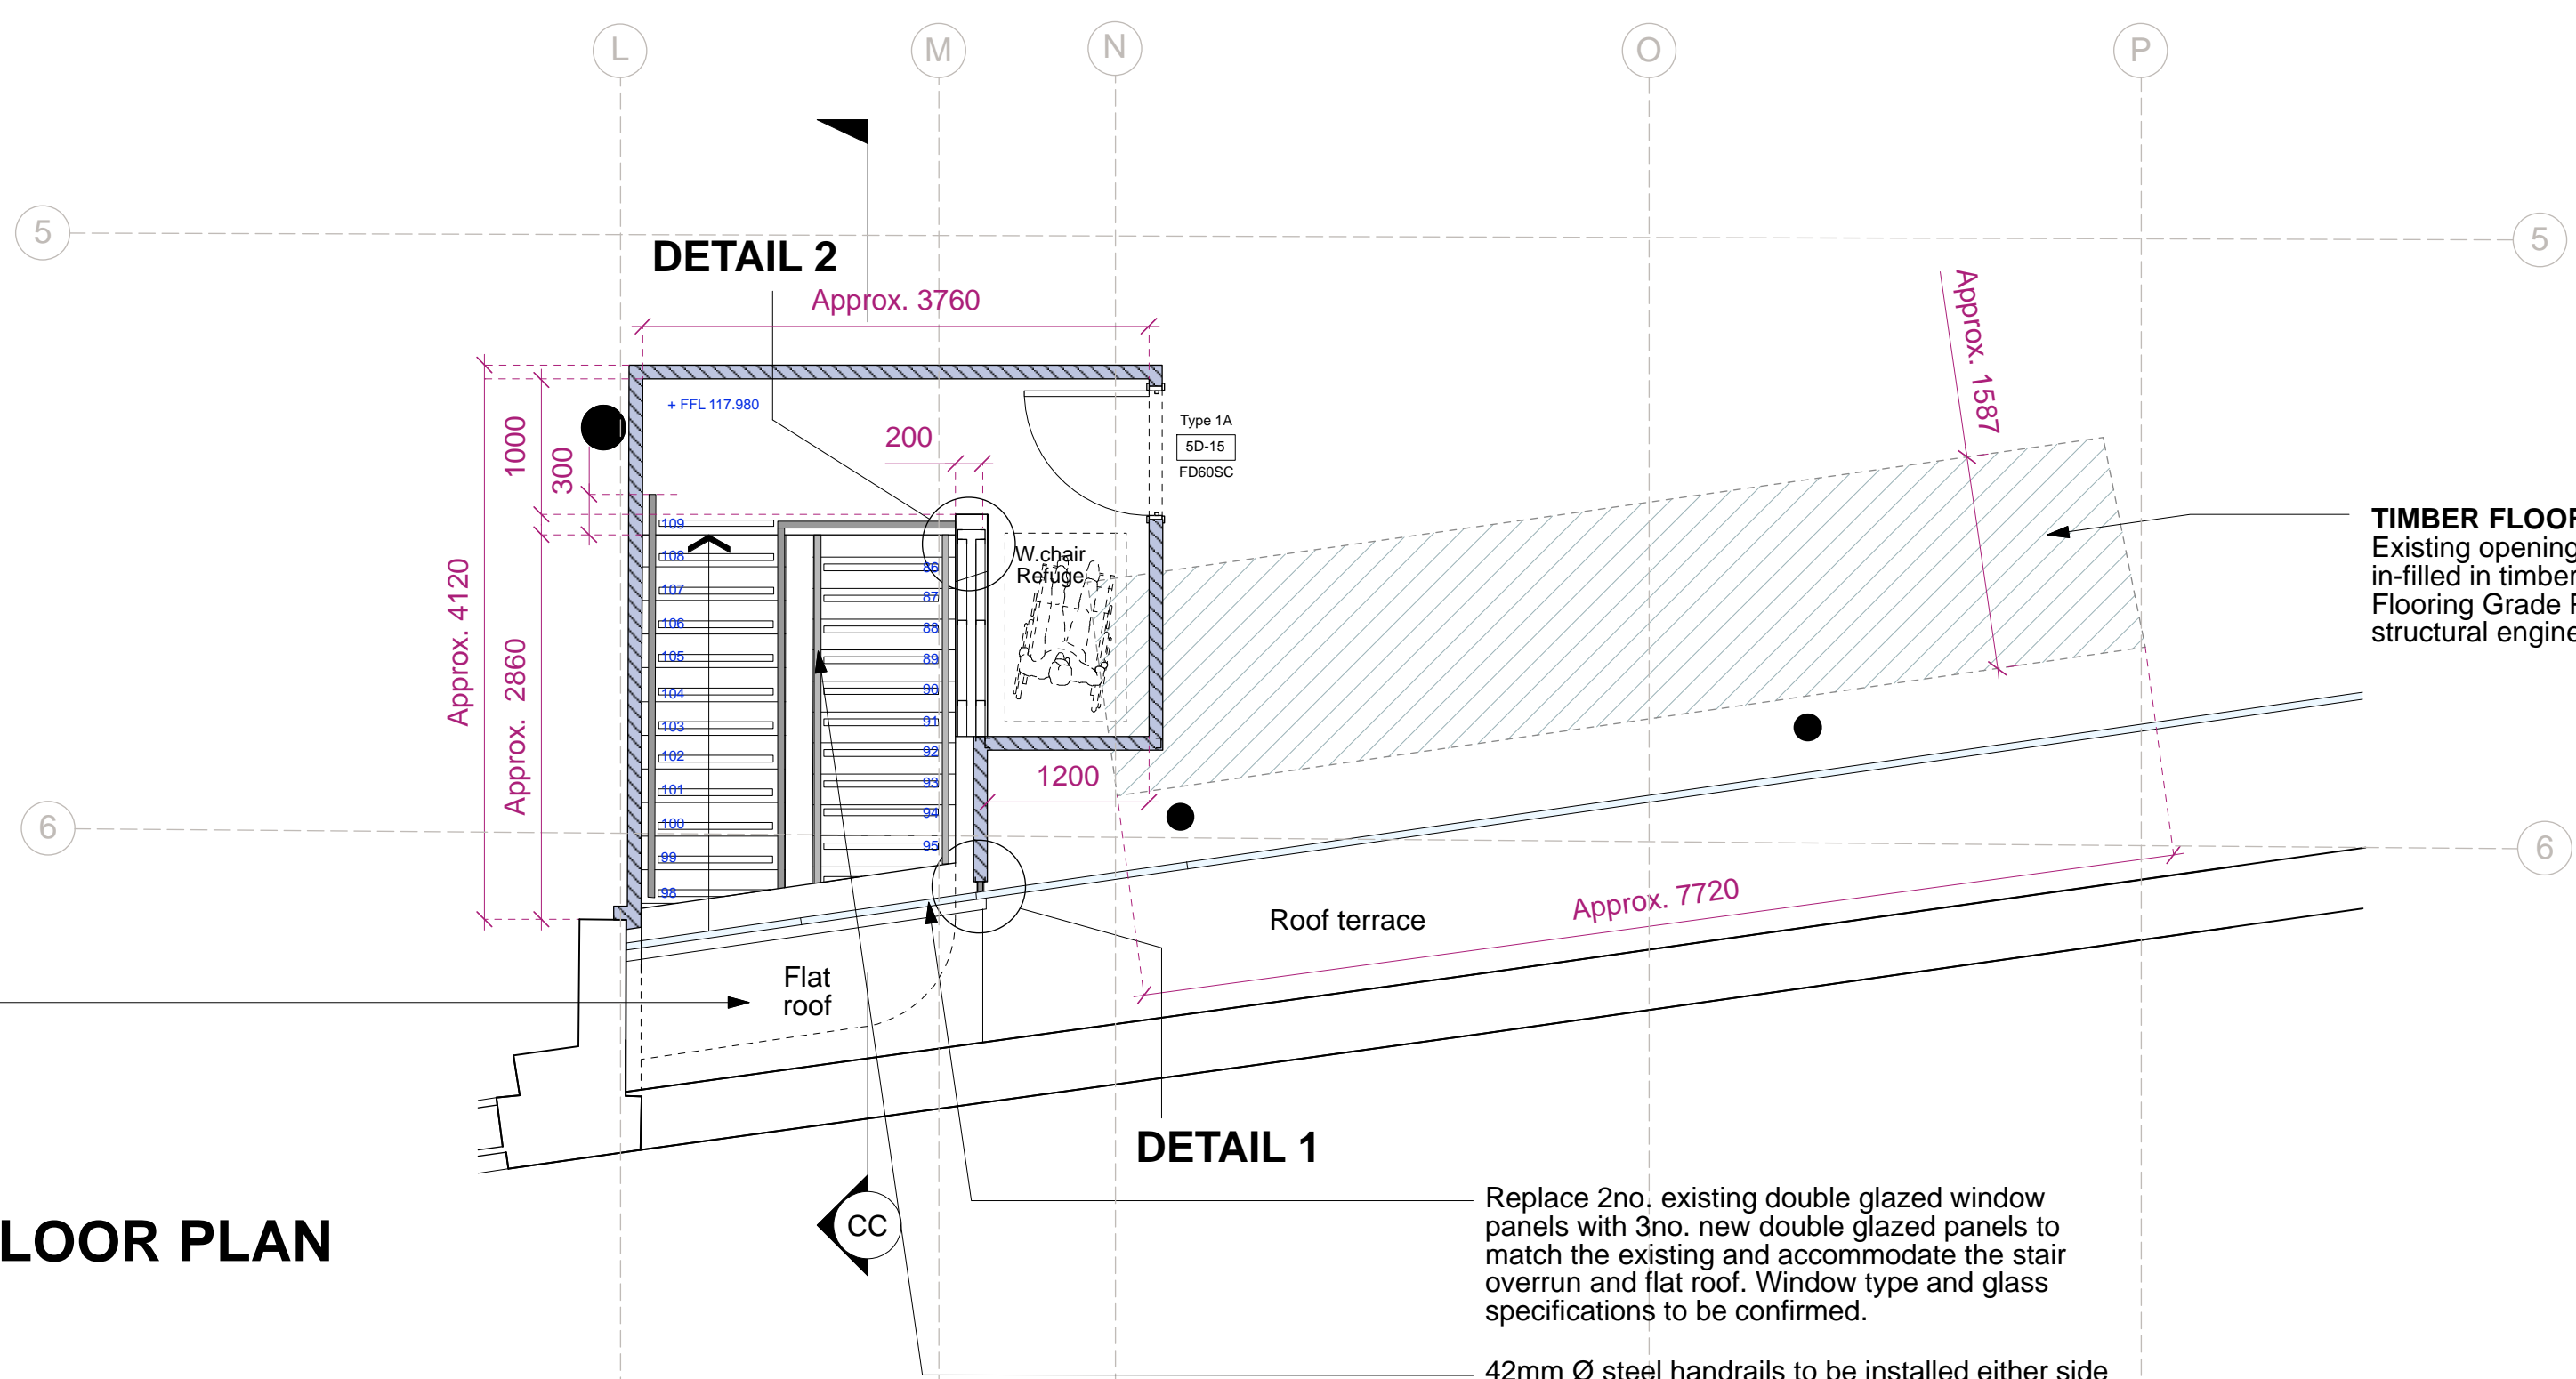 L
M
N
O
P
5
5
DETAIL 2
Approx. 3760
Approx. 1587
+ FFL 117.980
200
1000
300
Type 1A
5D-15
FD60SC
Approx. 4120
Approx. 2860
W.chair
Refuge
109
108
107
106
105
104
103
102
101
100
99
98
86
87
88
89
90
91
92
93
94
95
TIMBER FLOOR
Existing opening
in-filled in timber
Flooring Grade
structural engine
1200
6
6
Approx. 7720
Roof terrace
Flat
roof
DETAIL 1
CC
LOOR PLAN
Replace 2no. existing double glazed window
panels with 3no. new double glazed panels to
match the existing and accommodate the stair
overrun and flat roof. Window type and glass
specifications to be confirmed.
42mm Ø steel handrails to be installed either side